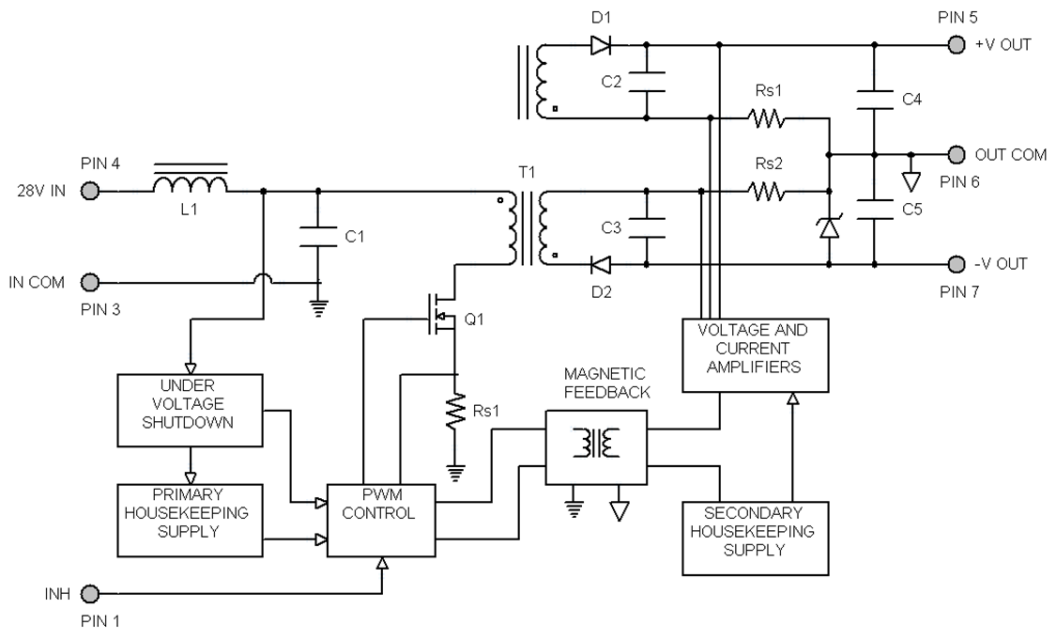 D1
PIN 5
+V OUT
C2
Rs1
C4
PIN 4
T1
Rs2
OUT COM
PIN 6
28V IN
L1
C1
C3
C5
IN COM
PIN 3
D2
-V OUT
PIN 7
Q1
VOLTAGE AND
CURRENT
AMPLIFIERS
MAGNETIC
FEEDBACK
UNDER
VOLTAGE
SHUTDOWN
Rs1
PRIMARY
HOUSEKEEPING
SUPPLY
PWM
CONTROL
SECONDARY
HOUSEKEEPING
SUPPLY
INH
PIN 1